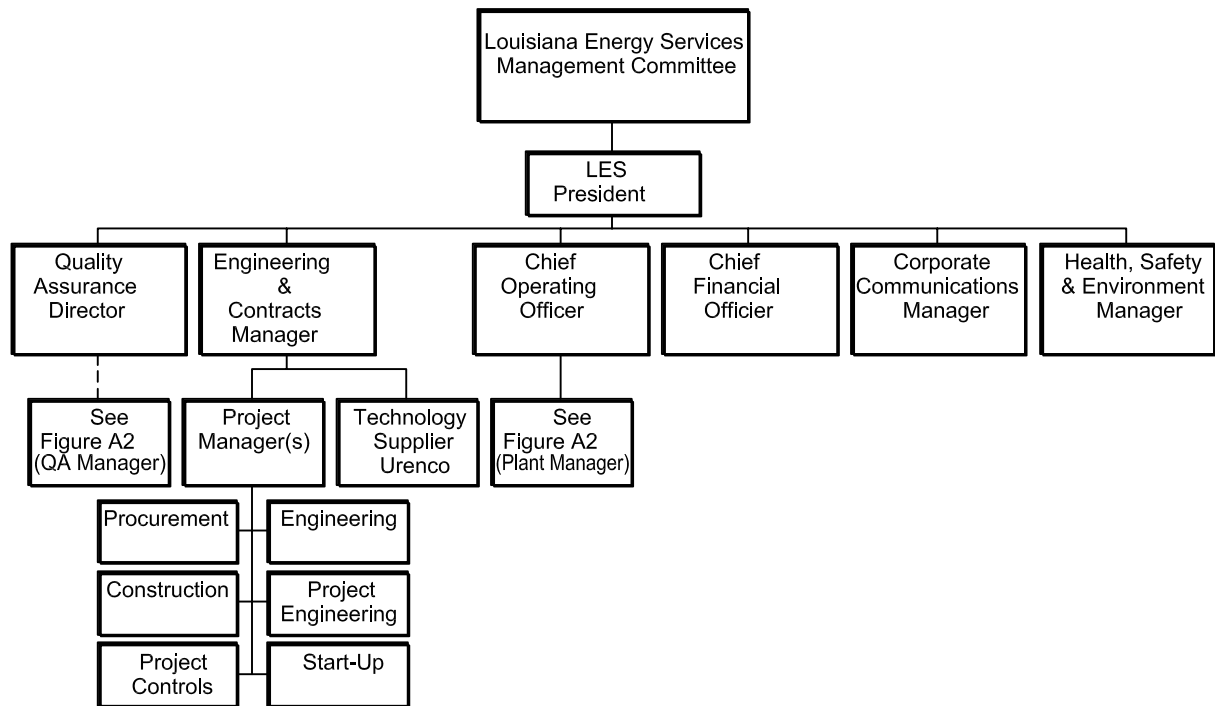 Louisiana Energy Services
Management Committee
LES
President
Quality
Assurance
Director
Engineering
&
Contracts
Manager
Chief
Operating
Officer
Chief
Financial
Officier
Corporate
Communications
Manager
Health, Safety
& Environment
Manager
See
Figure A2
(QA Manager)
Project
Manager(s)
Technology
Supplier
Urenco
See
Figure A2
(Plant Manager)
Procurement
Engineering
Construction
Project
Engineering
Project
Controls
Start-Up